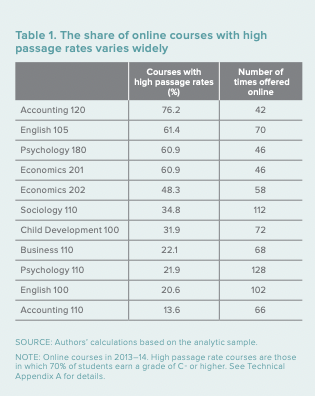 Table 1. The share of online courses with high
passage rates varies widely
Courses with
high passage rates
(%)
Number of
times offered
online
Accounting 120 76.2 42
English 105 61.4 70
Psychology 180 60.9 46
Economics 201 60.9 46
Economics 202 48.3 58
Sociology 110 34.8 112
Child Development 100 31.9 72
Business 110 22.1 68
Psychology 110 21.9 128
English 100 20.6 102
Accounting 110 13.6 66
SOURCE: Authors' calculations based on the analytic sample.
NOTE: Online courses in 2013–14. High passage rate courses are those
in which 70% of students earn a grade of C- or higher. See Technical
Appendix A for details.